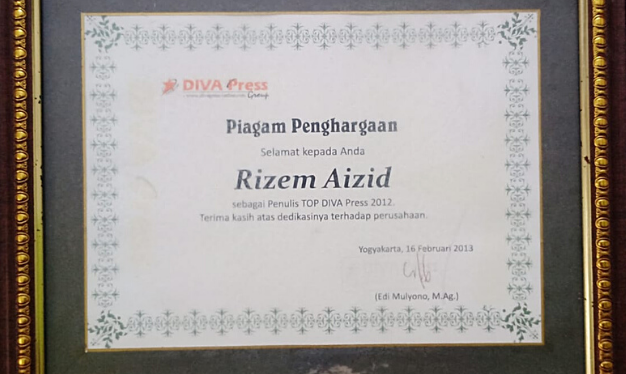 DIVA Press
Group
Piagam Penghargaan
Selamat kepada Anda
Rizem Aizid
sebagai Penulis TOP DIVA Press 2012.
Terima kasih atas dedikasinya terhadap perusahaan.
Yogyakarta, 16 Februari 2013
(Edi Mulyono, M.Ag.)